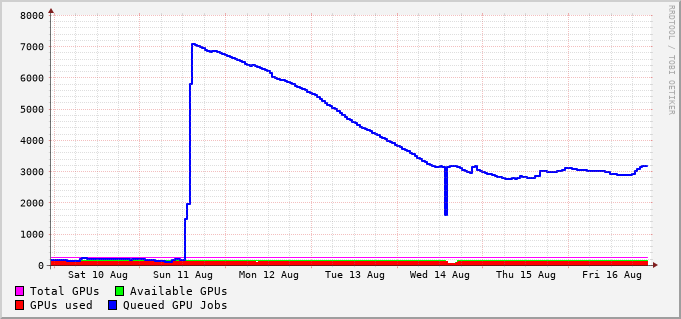 8000
7000
6000
5000
4000
3000
2000
1000
0
Sat 10 Aug Sun 11 Aug Mon 12 Aug Tue 13 Aug Wed 14 Aug Thu 15 Aug Fri 16 Aug
Total GPUs Available GPUs
GPUs used Queued GPU Jobs
RRDTOOL / TOBI OETIKER